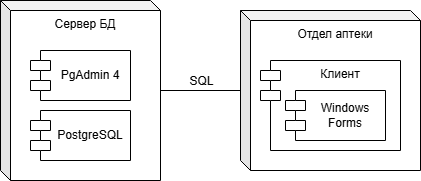 Сервер БД
PgAdmin 4
PostgreSQL
SQL
Отдел аптеки
Клиент
Windows
Forms